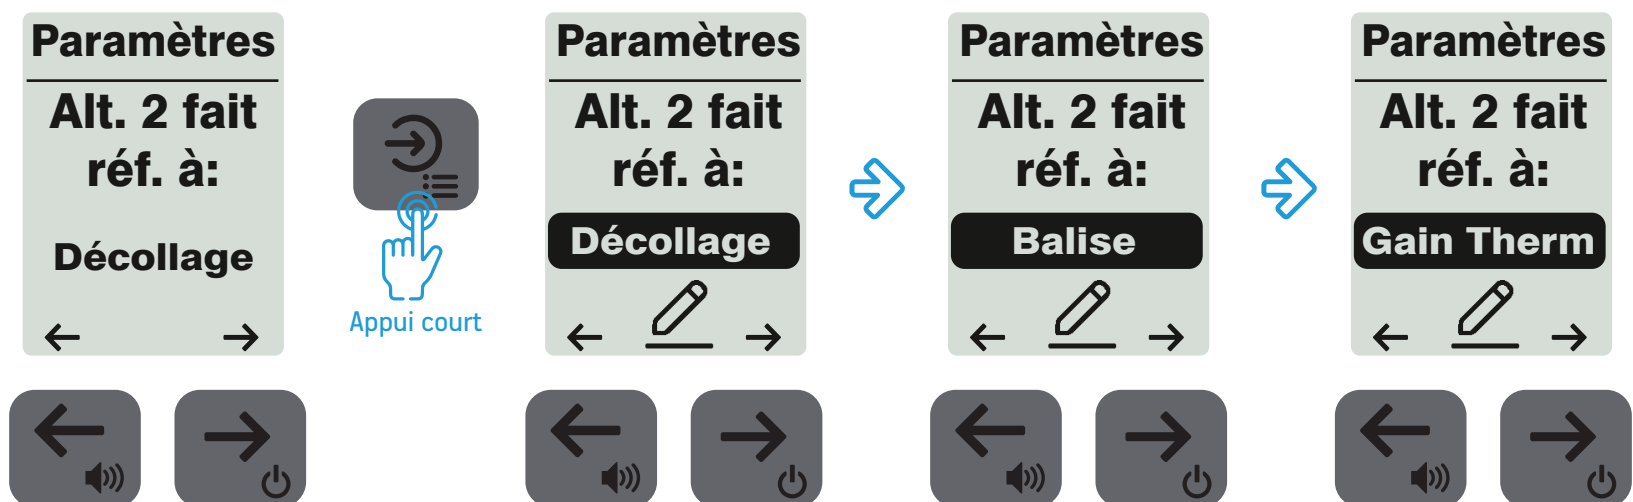 Paramètres
Alt. 2 fait
réf. à:
Décollage
Appui court
Paramètres
Alt. 2 fait
réf. à:
Décollage
Paramètres
Alt. 2 fait
réf. à:
Balise
Paramètres
Alt. 2 fait
réf. à:
Gain Therm